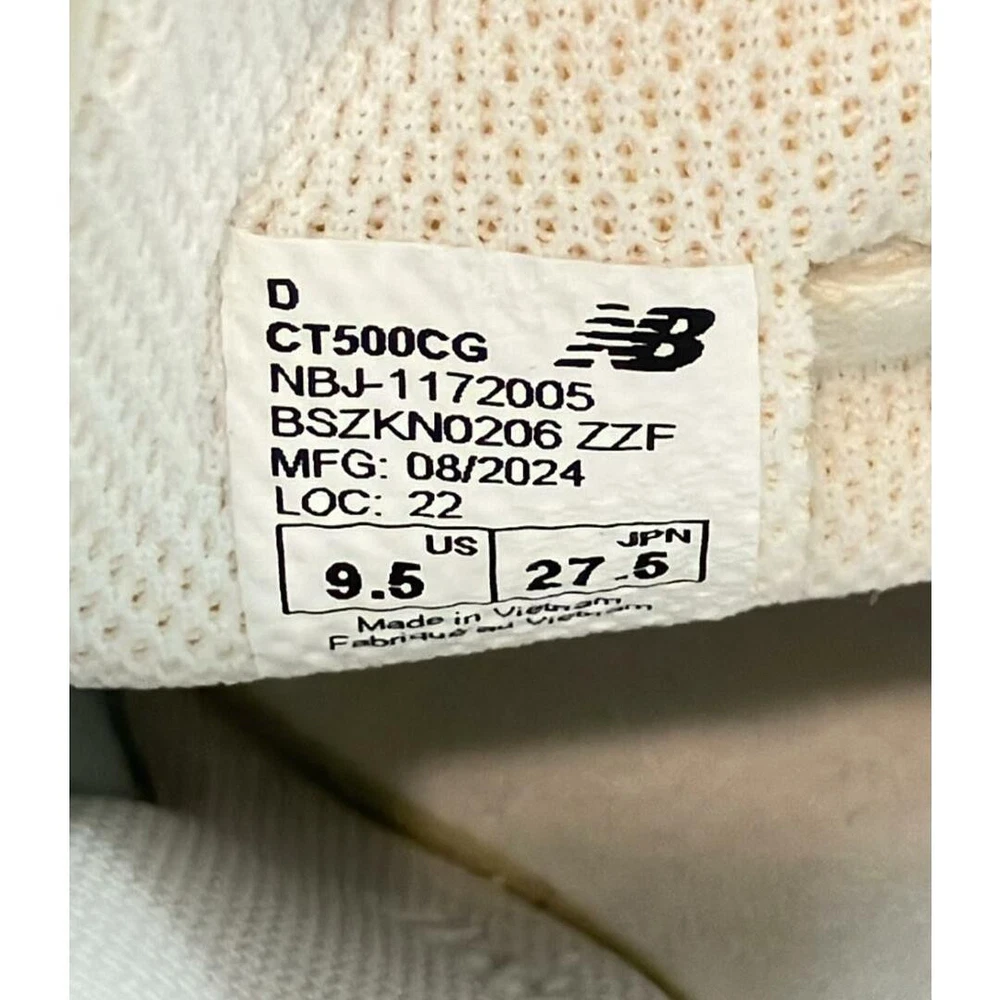 D
CT500CG
NB
NBJ-1172005
BSZKN0206 ZZF
MFG: 08/2024
LOC: 22
US JPN
9.5 27.5
Made in Vietnam
Fabriqué au Vietnam